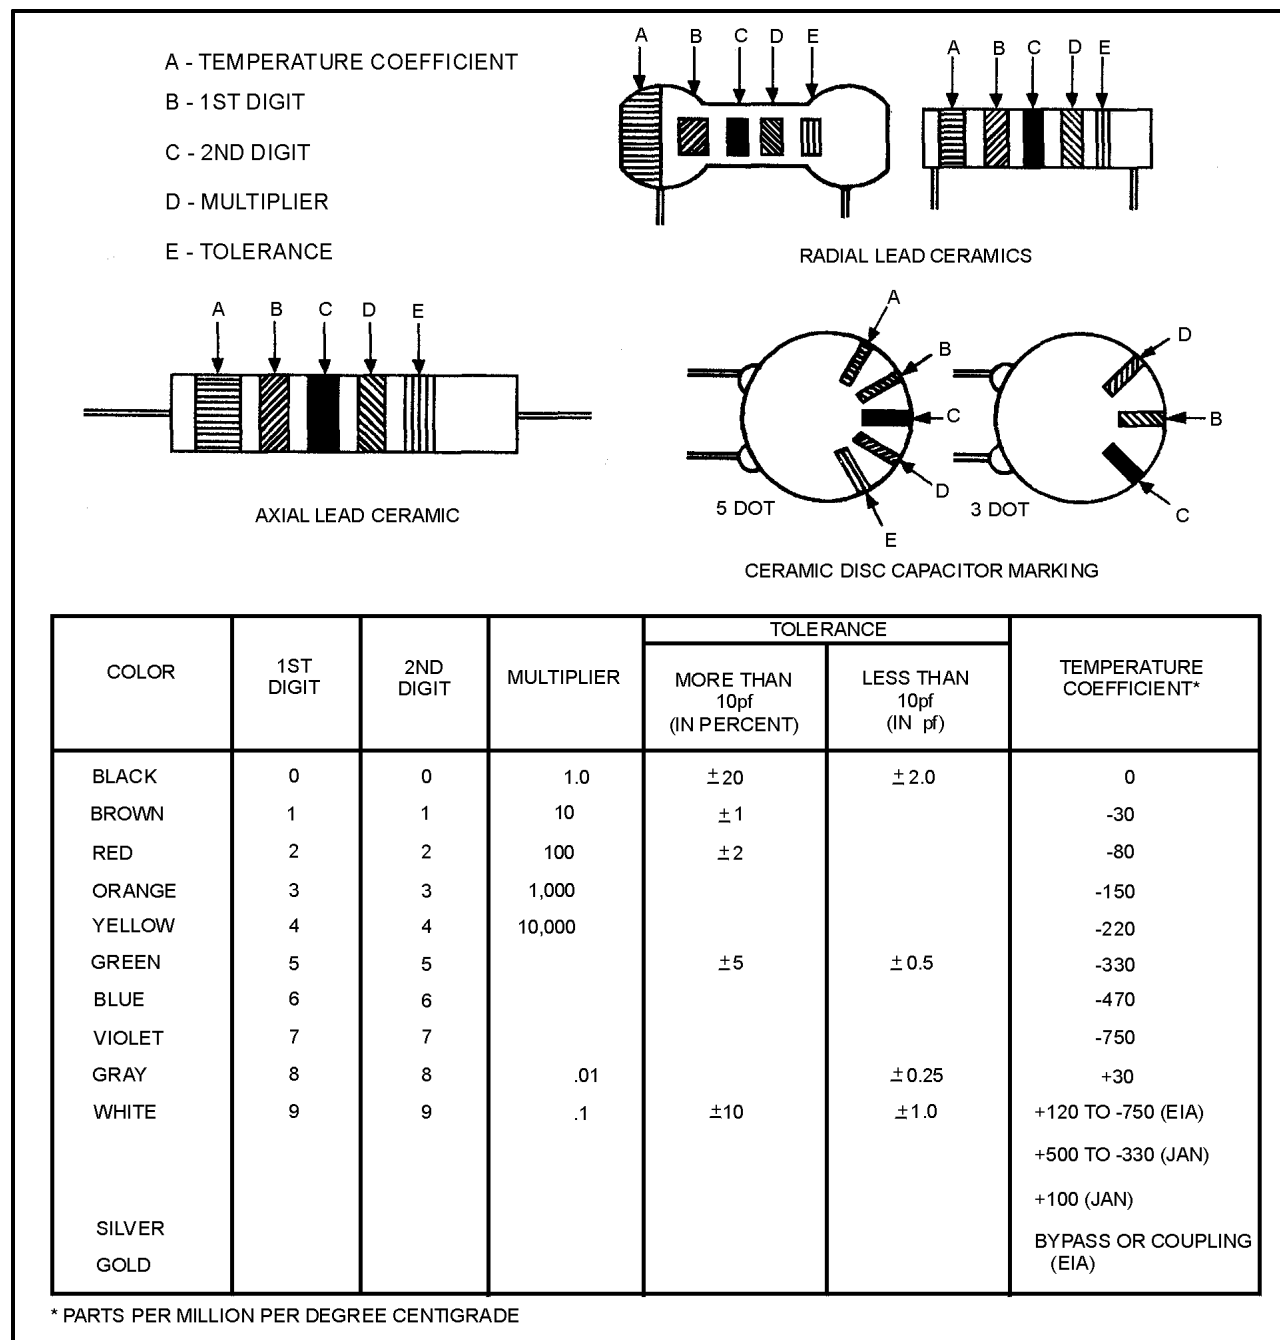 A - TEMPERATURE COEFFICIENT
B - 1ST DIGIT
C - 2ND DIGIT
D - MULTIPLIER
E - TOLERANCE
A B C D E
A B C D E
RADIAL LEAD CERAMICS
A B C D E
AXIAL LEAD CERAMIC
A
B
C
D
E
5 DOT
D
B
C
3 DOT
CERAMIC DISC CAPACITOR MARKING
COLOR
1ST
DIGIT
2ND
DIGIT
MULTIPLIER
TOLERANCE
MORE THAN
10pf
(IN PERCENT)
LESS THAN
10pf
(IN pf)
TEMPERATURE
COEFFICIENT*
BLACK 0 0 1.0 ±20 ±2.0 0
BROWN 1 1 10 ±1 -30
RED 2 2 100 ±2 -80
ORANGE 3 3 1,000 -150
YELLOW 4 4 10,000 -220
GREEN 5 5 ±5 ±0.5 -330
BLUE 6 6 -470
VIOLET 7 7 -750
GRAY 8 8 .01 ±0.25 +30
WHITE 9 9 .1 ±10 ±1.0 +120 TO -750 (EIA)
+500 TO -330 (JAN)
+100 (JAN)
SILVER
BYPASS OR COUPLING
(EIA)
GOLD
* PARTS PER MILLION PER DEGREE CENTIGRADE